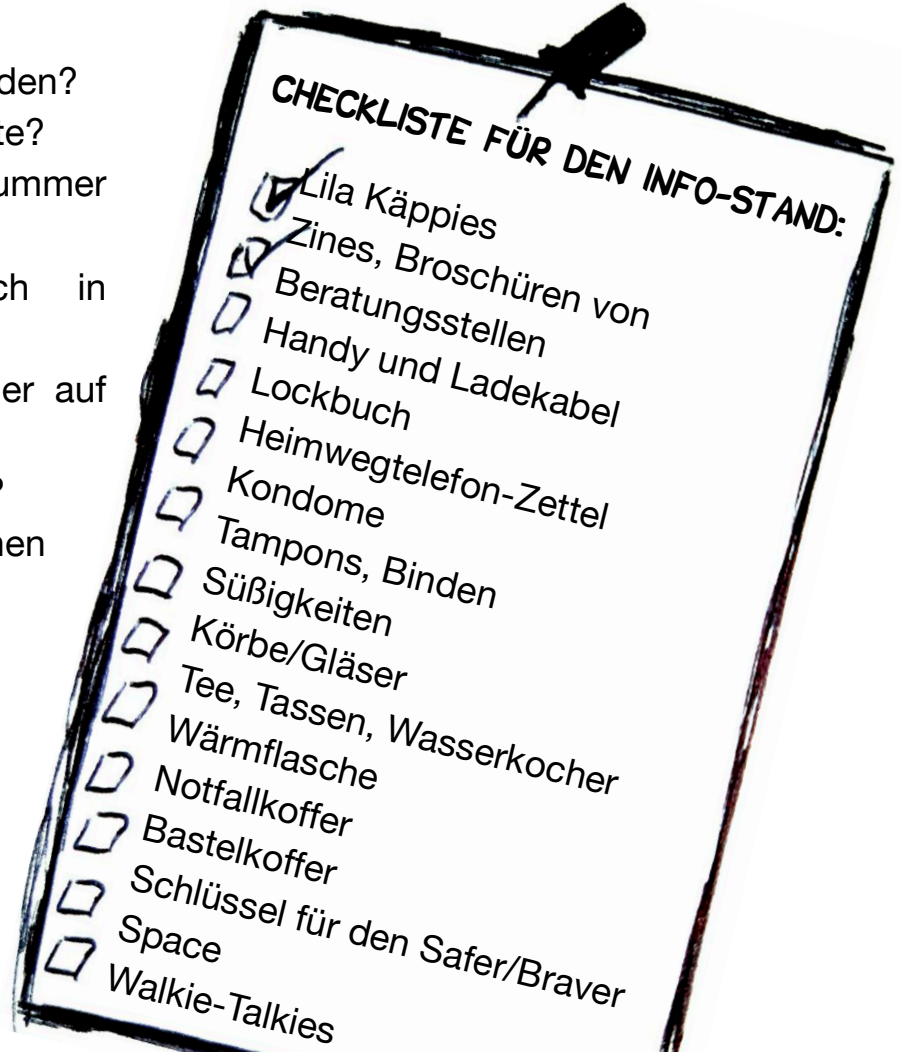 den?
te?
ummer
ch in
er auf
?
nen
CHECKLISTE FÜR DEN INFO-STAND:
Lila Käppies
Zines, Broschüren von
Beratungsstellen
Handy und Ladekabel
Lockbuch
Heimwegtelefon-Zettel
Kondome
Tampons, Binden
Süßigkeiten
Körbe/Gläser
Tee, Tassen, Wasserkocher
Wärmflasche
Notfallkoffer
Bastelkoffer
Schlüssel für den Safer/Braver
Space
Walkie-Talkies